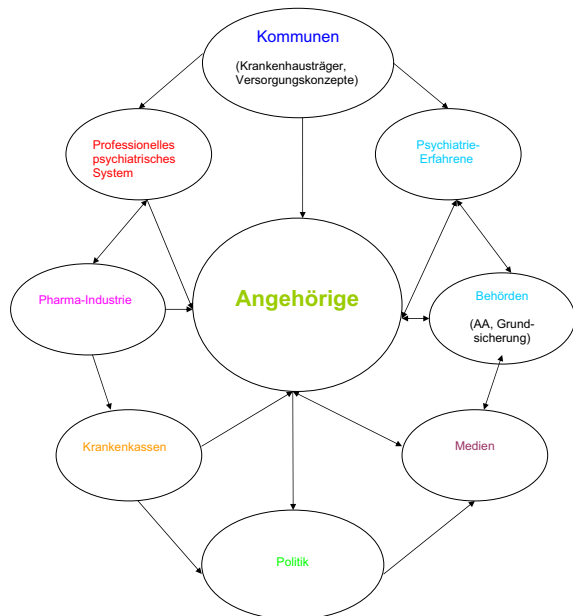 Kommunen
(Krankenhausträger,
Versorgungskonzepte)
Professionelles
psychiatrisches
System
Psychiatrie-
Erfahrene
Angehörige
Pharma-Industrie
Behörden
(AA, Grund-
sicherung)
Krankenkassen
Medien
Politik